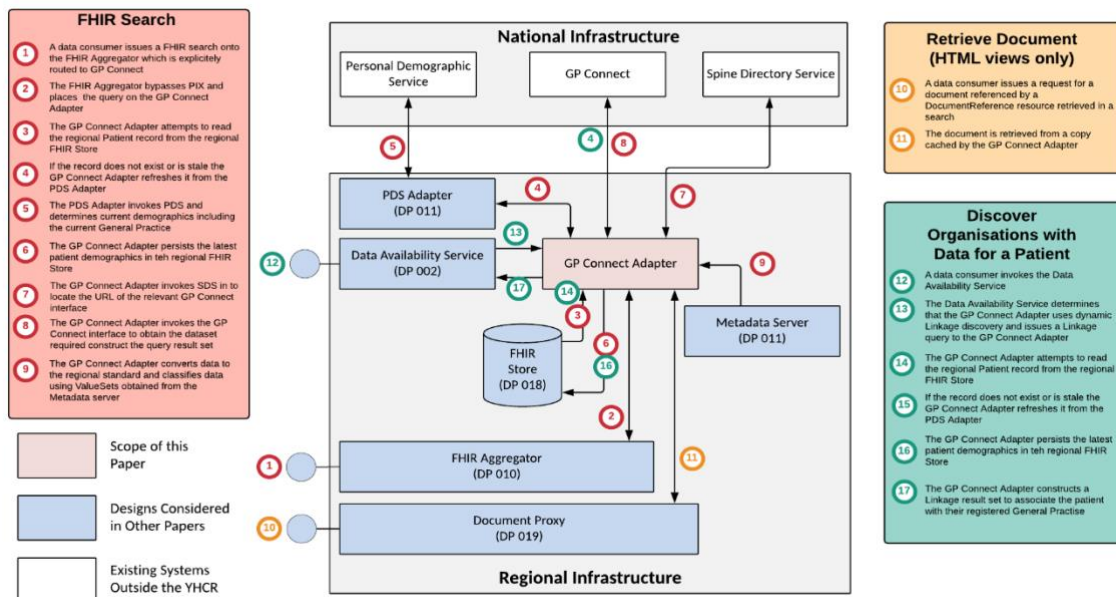 FHIR Search
1
A data consumer issues a FHIR search onto
the FHIR Aggregator which is explicitely
routed to GP Connect
2
The FHIR Aggregator bypasses PIX and
places the query on the GP Connect
Adapter
3
The GP Connect Adapter attempts to read
the regional Patient record from the regional
FHIR Store
4
If the record does not exist or is stale the
GP Connect Adapter refreshes it from the
PDS Adapter
5
The PDS Adapter invokes PDS and
determines current demographics including
the current General Practice
6
The GP Connect Adapter persists the latest
patient demographics in teh regional FHIR
Store
7
The GP Connect Adapter invokes SDS in to
locate the URL of the relevant GP Connect
interface
8
The GP Connect Adapter invokes the GP
Connect interface to obtain the dataset
required construct the query result set
9
The GP Connect Adapter converts data to
the regional standard and classifies data
using ValueSets obtained from the
Metadata server
Scope of this
Paper
Designs Considered
in Other Papers
Existing Systems
Outside the YHCR
National Infrastructure
Personal Demographic
Service
GP Connect
Spine Directory Service
5
4
8
7
PDS Adapter
(DP 011)
4
13
12
Data Availability Service
(DP 002)
17
GP Connect Adapter
9
14
3
6
16
Metadata Server
(DP 011)
FHIR
Store
(DP 018)
2
1
FHIR Aggregator
(DP 010)
11
10
Document Proxy
(DP 019)
Regional Infrastructure
Retrieve Document
(HTML views only)
10
A data consumer issues a request for a
document referenced by a
DocumentReference resource retrieved in a
search
11
The document is retrieved from a copy
cached by the GP Connect Adapter
Discover
Organisations with
Data for a Patient
12
A data consumer invokes the Data
Availability Service
13
The Data Availability Service determines
that the GP Connect Adapter uses dynamic
Linkage discovery and issues a Linkage
query to the GP Connect Adapter
14
The GP Connect Adapter attempts to read
the regional Patient record from the regional
FHIR Store
15
If the record does not exist or is stale the
GP Connect Adapter refreshes it from the
PDS Adapter
16
The GP Connect Adapter persists the latest
patient demographics in teh regional FHIR
Store
17
The GP Connect Adapter constructs a
Linkage result set to associate the patient
with their registered General Practise